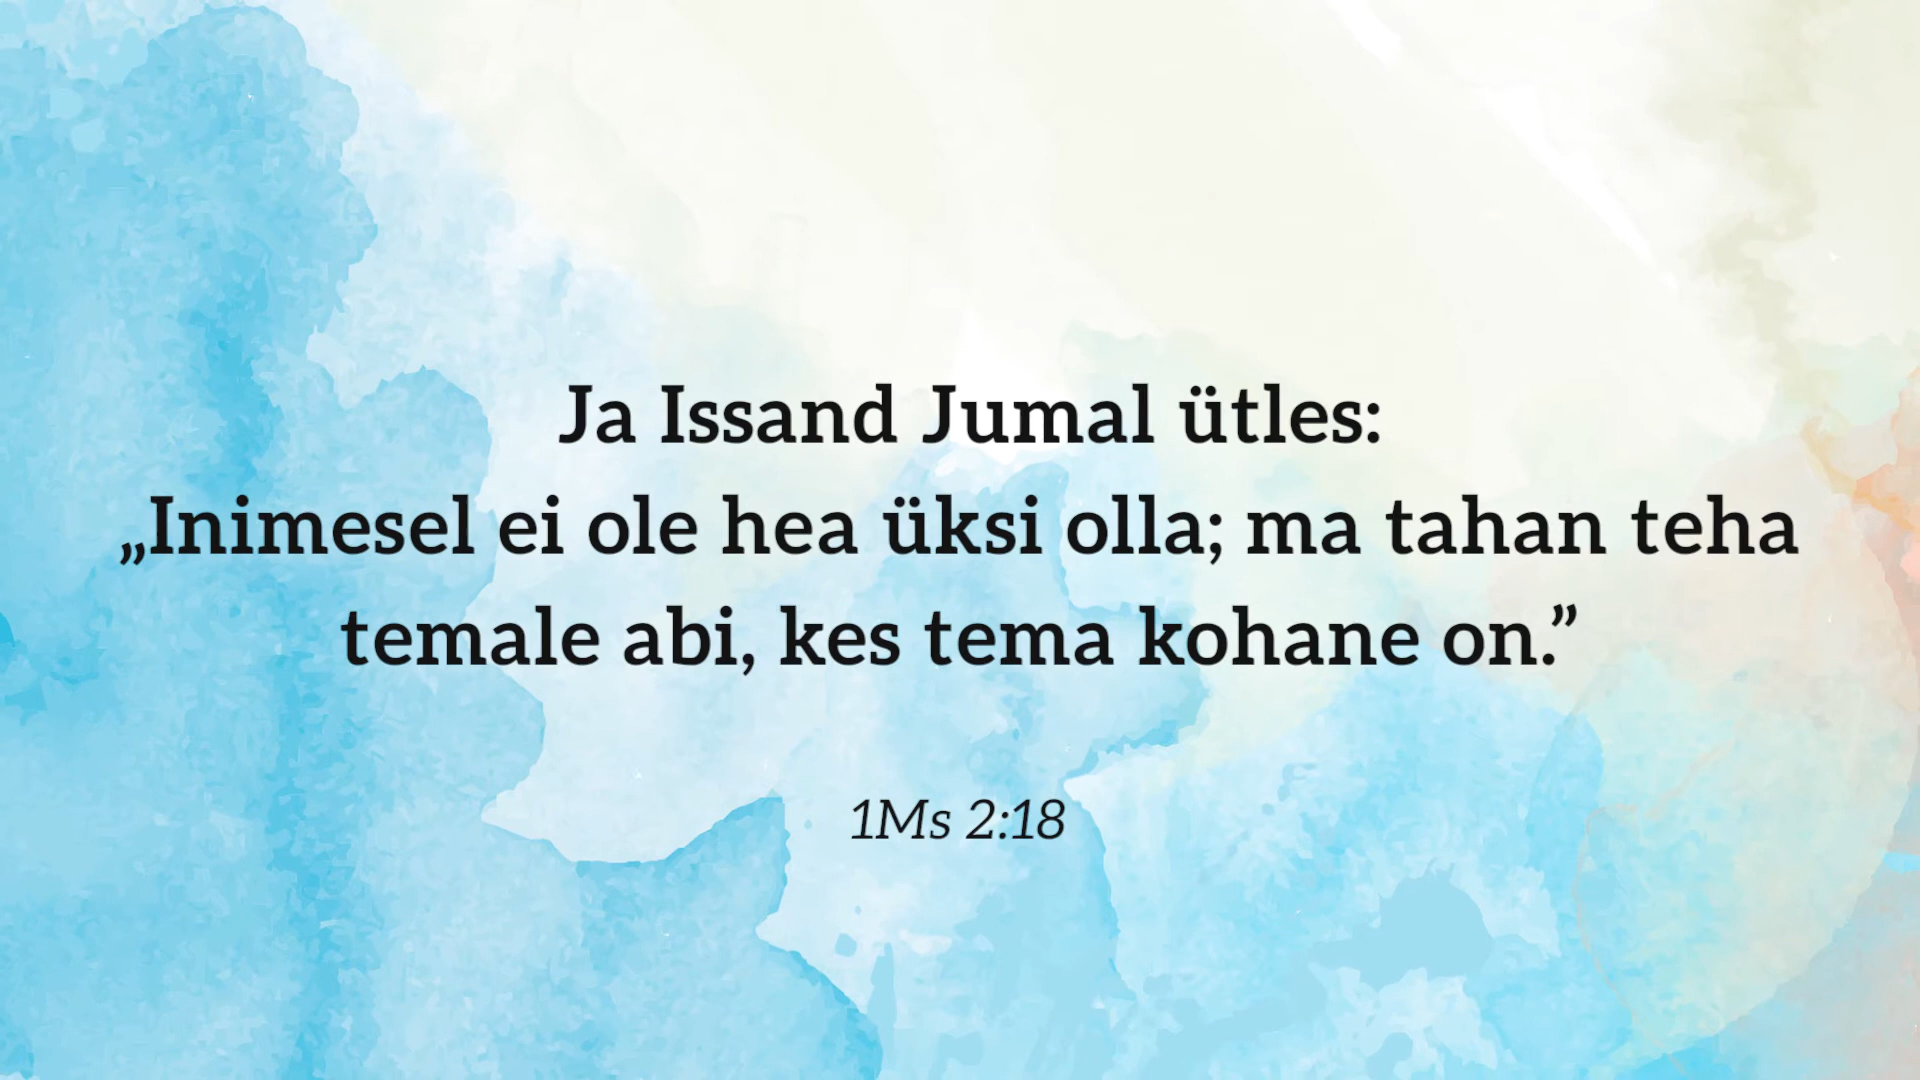 Ja Issand Jumal ütles:
„Inimesel ei ole hea üksi olla; ma tahan teha
temale abi, kes tema kohane on.”
1Ms 2:18